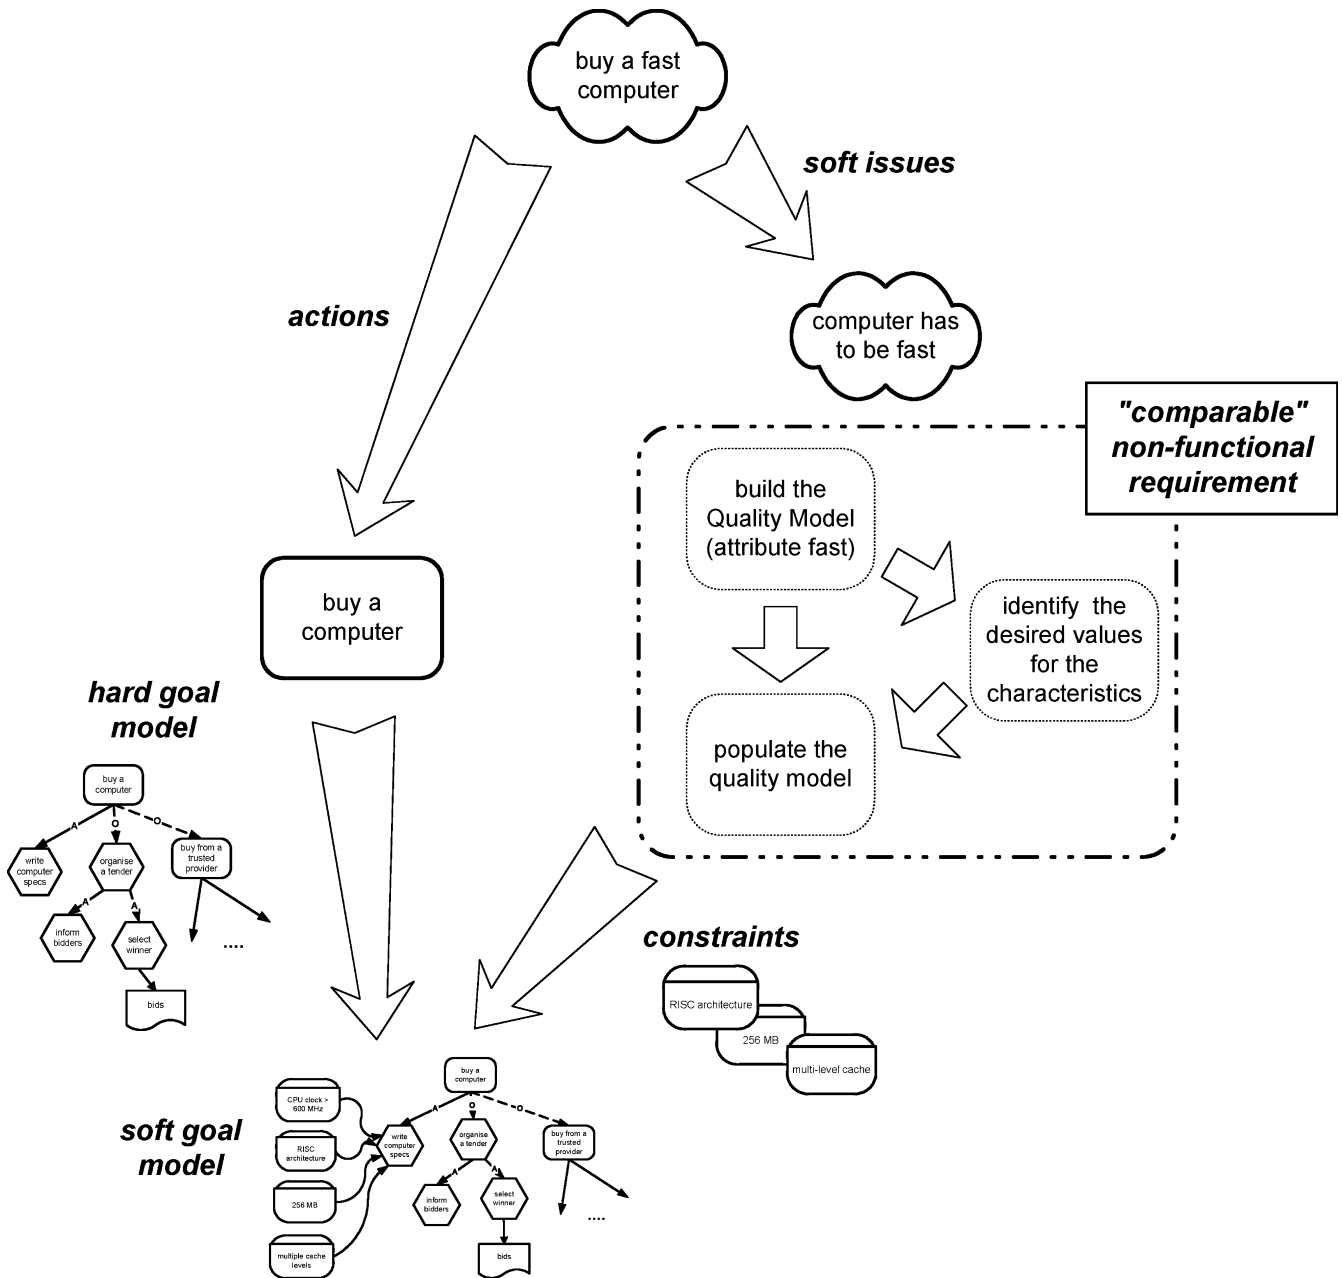 buy a fast
computer
soft issues
actions
computer has
to be fast
"comparable"
non-functional
requirement
build the
Quality Model
(attribute fast)
identify the
desired values
for the
characteristics
populate the
quality model
buy a
computer
hard goal
model
buy a
computer
A
O
O
write
computer
specs
organise
a tender
buy from a
trusted
provider
A
A
inform
bidders
select
winner
....
bids
constraints
RISC architecture
256 MB
multi-level cache
soft goal
model
CPU clock >
600 MHz
RISC
architecture
256 MB
multiple cache
levels
buy a
computer
A
O
O
write
computer
specs
organise
a tender
buy from a
trusted
provider
A
A
inform
bidders
select
winner
....
bids